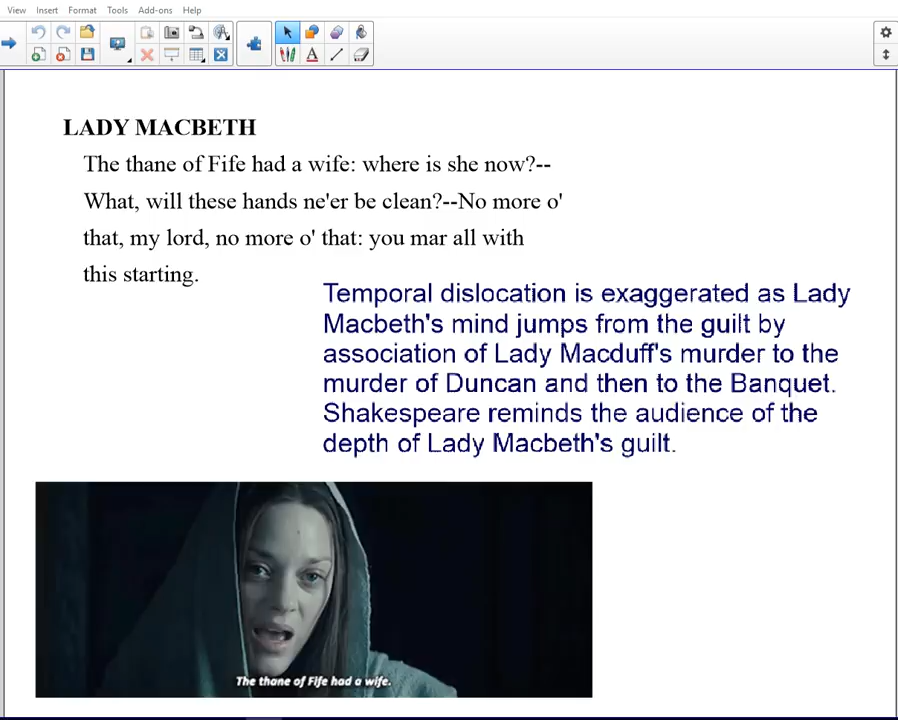 View Insert Format Tools Add-ons Help
LADY MACBETH
The thane of Fife had a wife: where is she now?--
What, will these hands ne'er be clean?--No more o'
that, my lord, no more o' that: you mar all with
this starting.
Temporal dislocation is exaggerated as Lady
Macbeth's mind jumps from the guilt by
association of Lady Macduff's murder to the
murder of Duncan and then to the Banquet.
Shakespeare reminds the audience of the
depth of Lady Macbeth's guilt.
The thane of Fife had a wife.